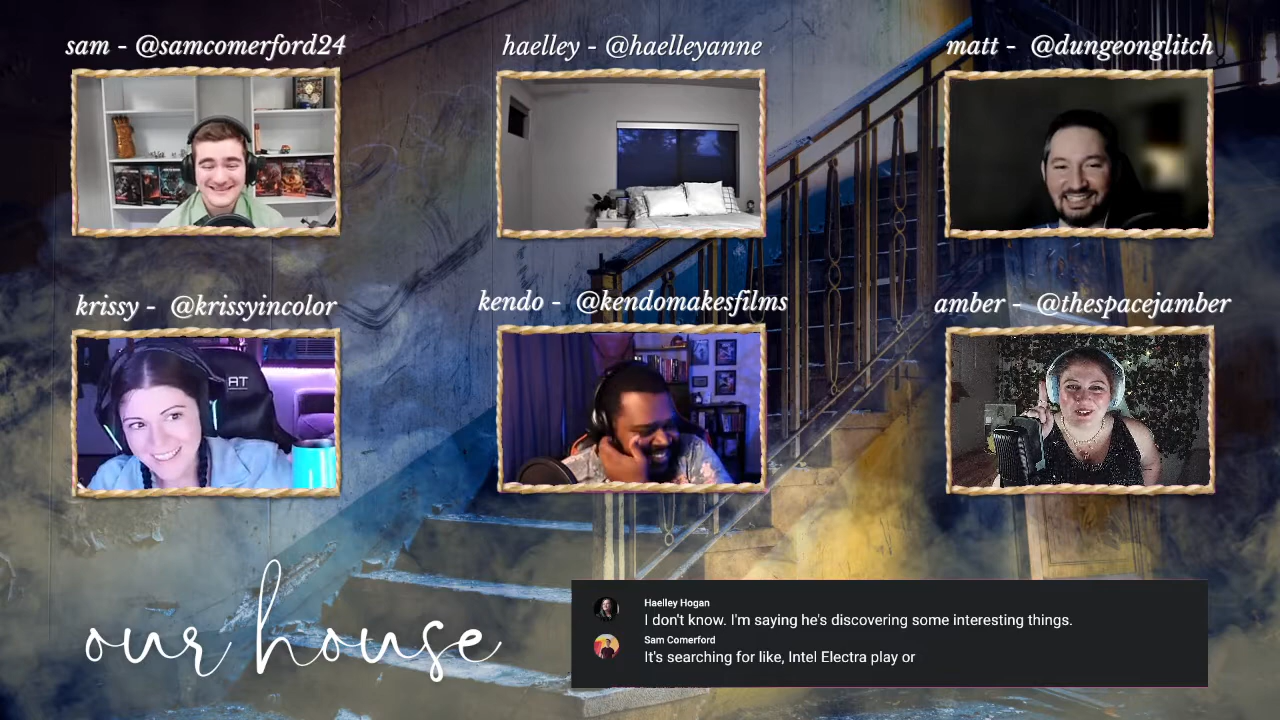 sam - @samcomerford24
haelley - @haelleyanne
matt - @dungeonglitch
krissy - @krissyincolor
kendo - @kendomakesfilms
amber - @thespacejamber
AT
our house
Haelley Hogan
I don't know. I'm saying he's discovering some interesting things.
Sam Comerford
It's searching for like, Intel Electra play or